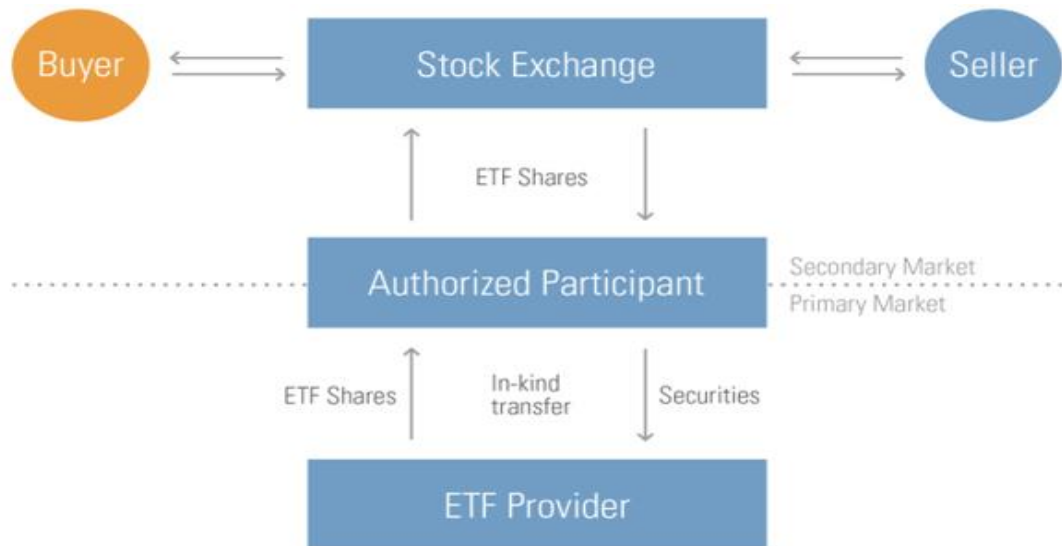 Buyer
Stock Exchange
Seller
ETF Shares
Authorized Participant
Secondary Market
Primary Market
ETF Shares
In-kind
transfer
Securities
ETF Provider